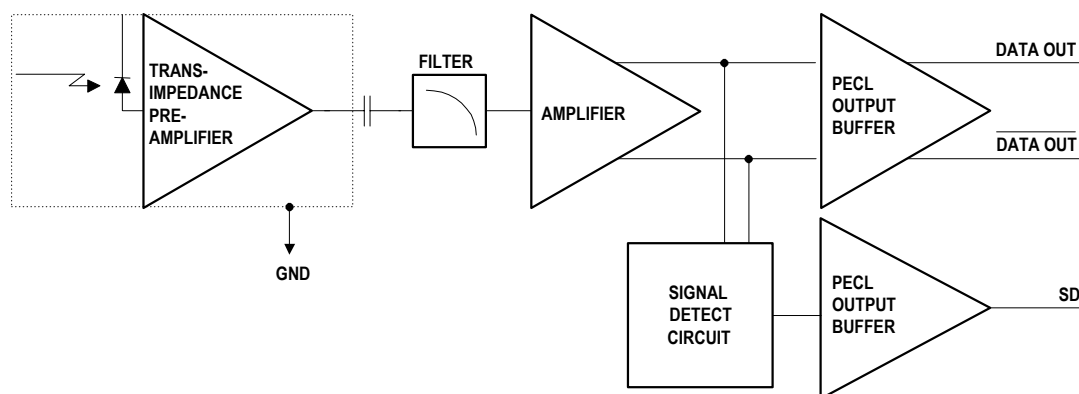 TRANS-
IMPEDANCE
PRE-
AMPLIFIER
GND
FILTER
AMPLIFIER
PECL
OUTPUT
BUFFER
DATA OUT
DATA OUT
SIGNAL
DETECT
CIRCUIT
PECL
OUTPUT
BUFFER
SD